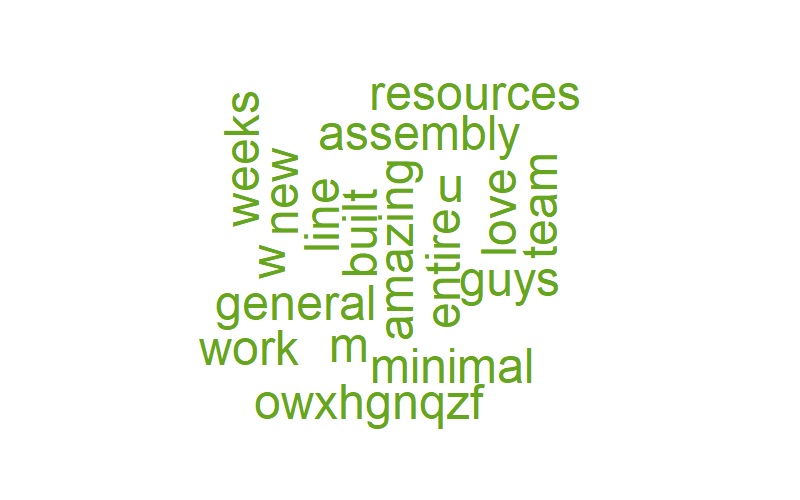 resources
assembly
weeks
new
line
built
amazing
u
love
team
w
entire
guys
general
work
m
minimal
owxhgnqzf